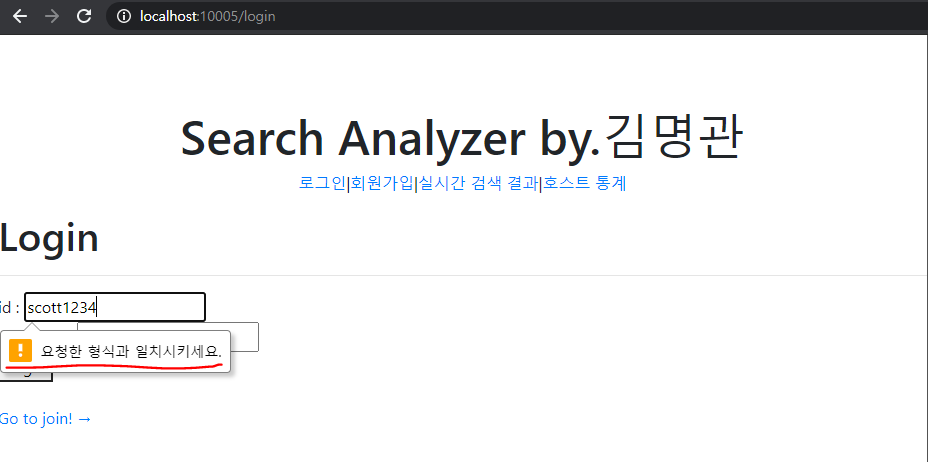 localhost:10005/login
Search Analyzer by.김명관
로그인|회원가입|실시간 검색 결과|호스트 통계
Login
id : scott1234
요청한 형식과 일치시키세요.
Go to join! →